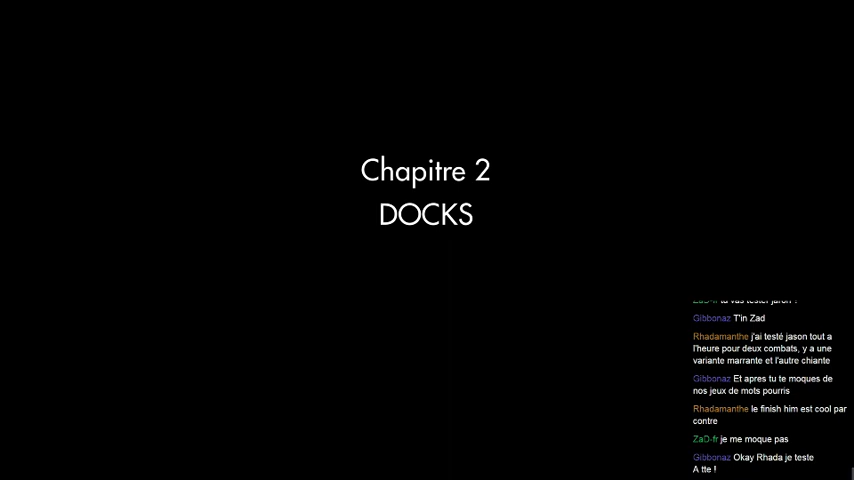 Chapitre 2
DOCKS
Gibbonaz T'in Zad
Rhadamanthe j'ai testé jason tout a
l'heure pour deux combats, y a une
variante marrante et l'autre chiante
Gibbonaz Et apres tu te moques de
nos jeux de mots pourris
Rhadamanthe le finish him est cool par
contre
ZaD-fr je me moque pas
Gibbonaz Okay Rhada je teste
A tte !